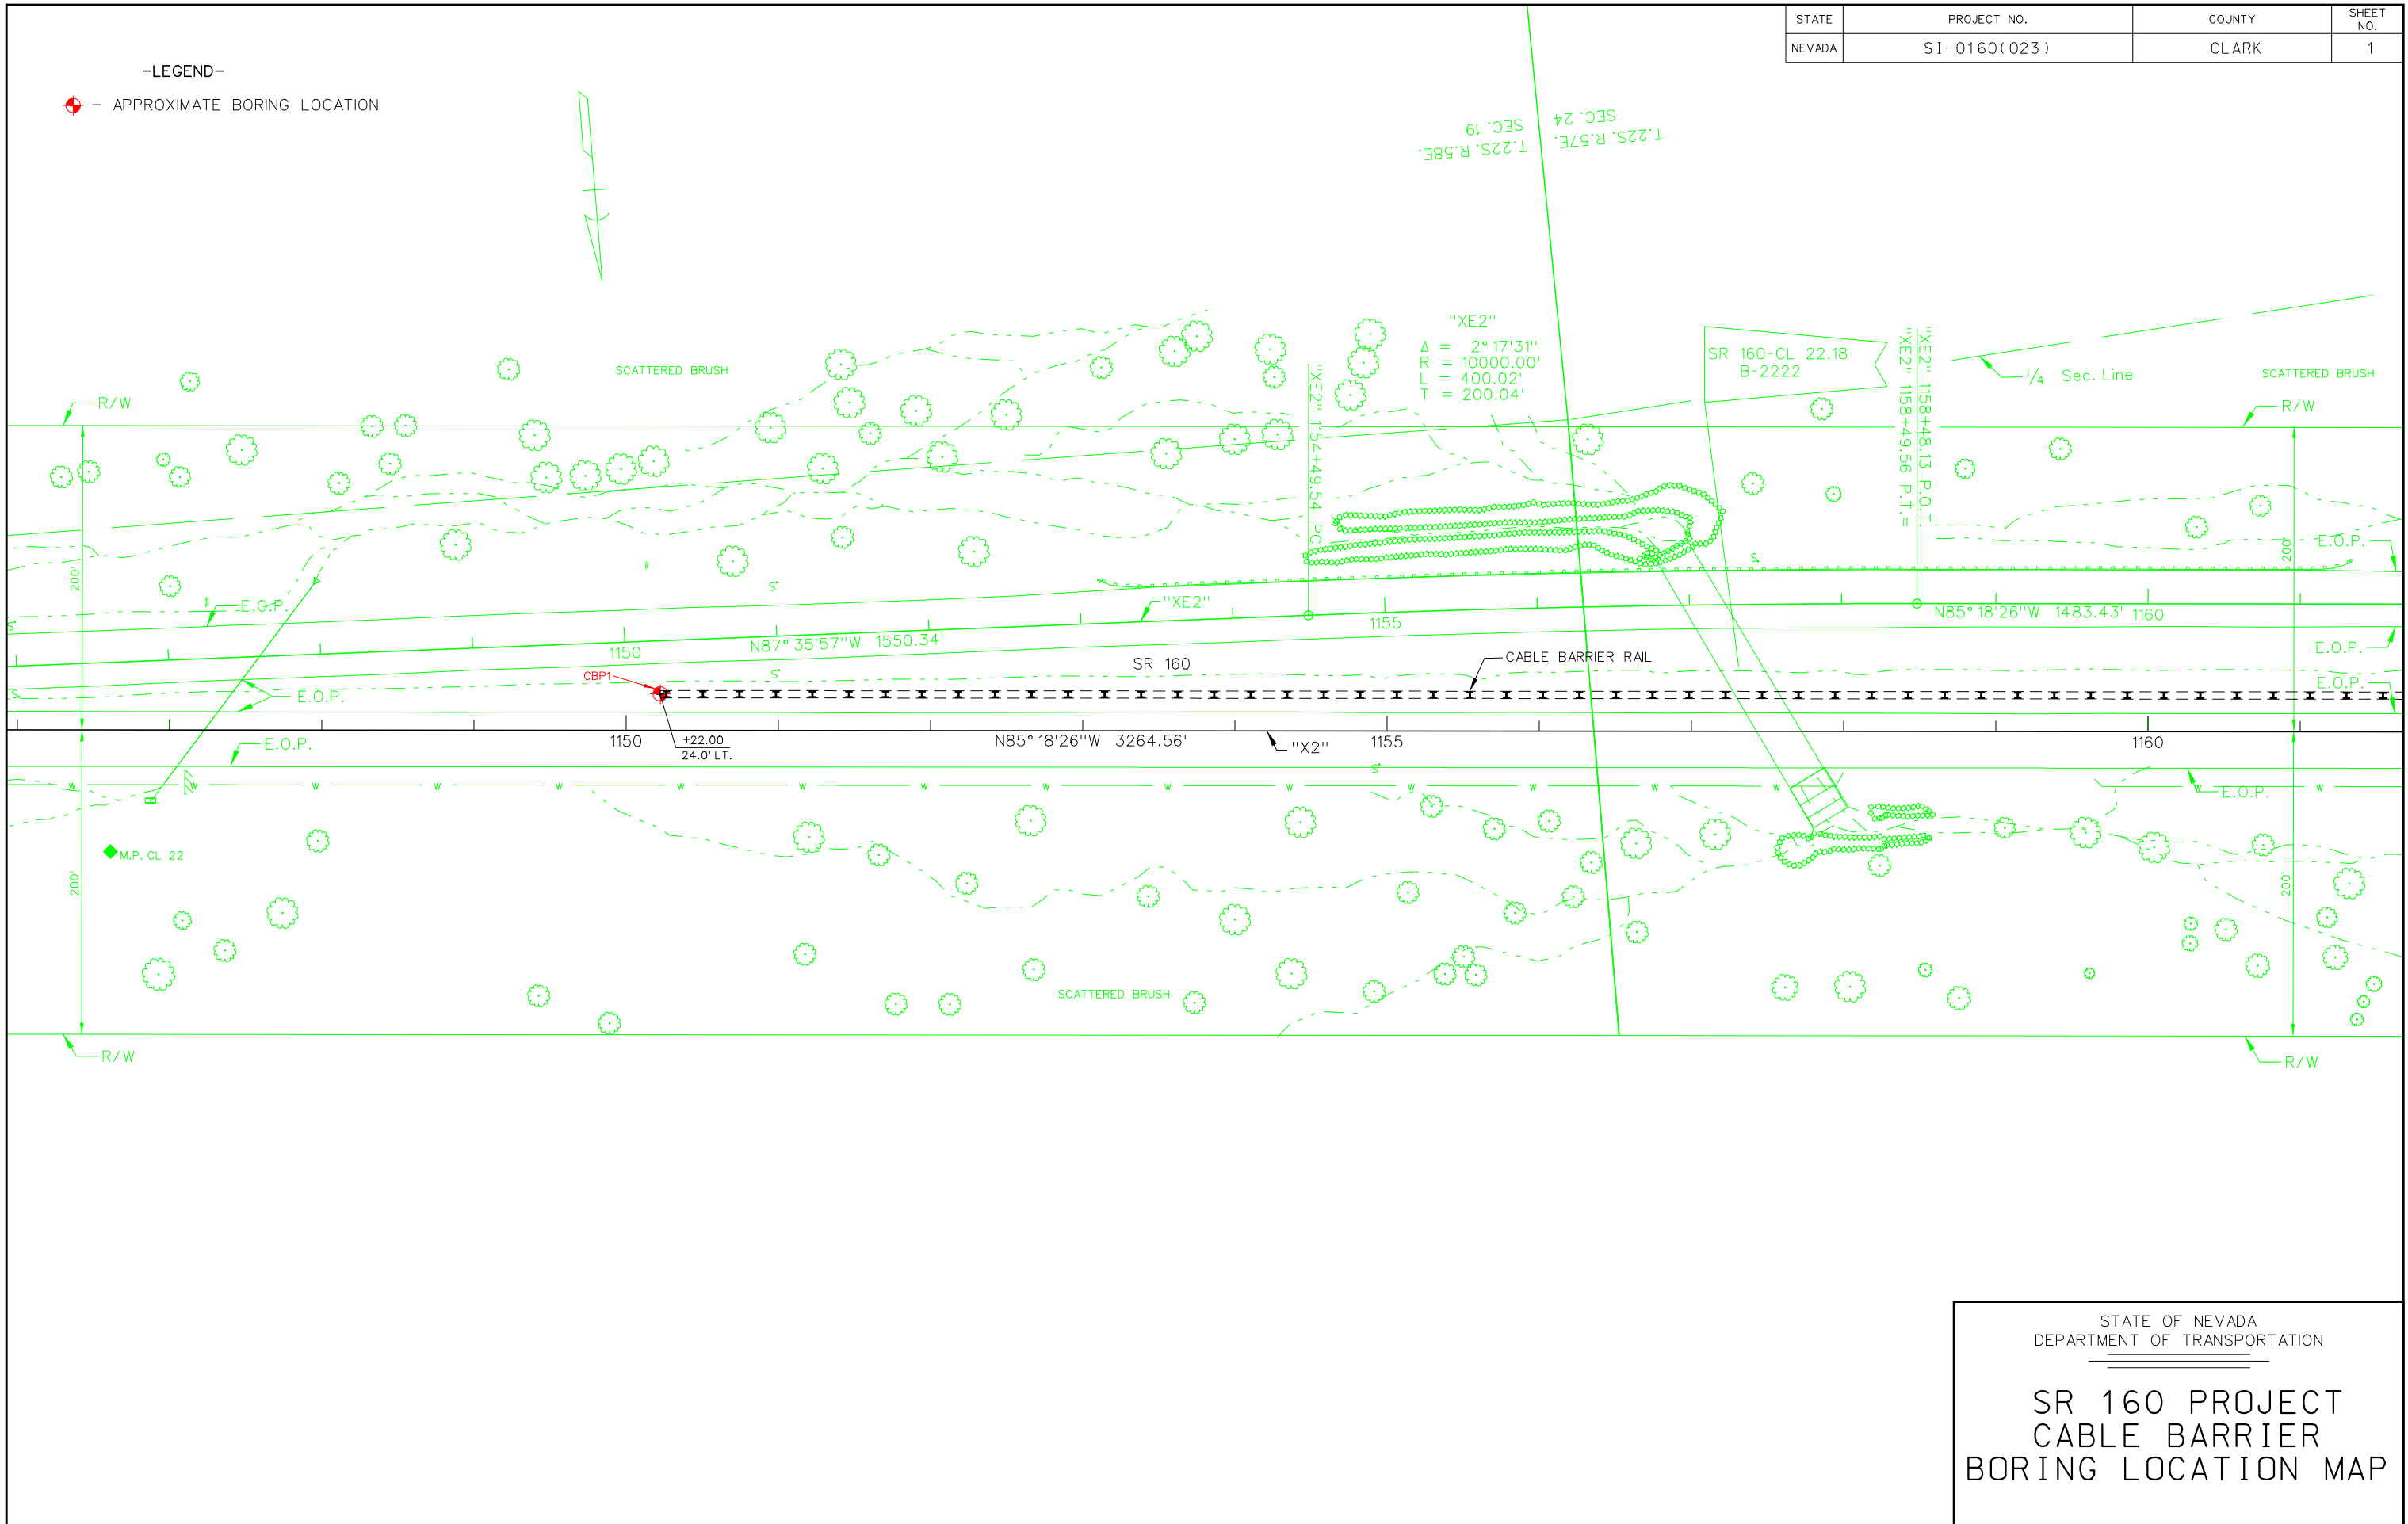 STATE PROJECT NO. COUNTY SHEET NO.
NEVADA SI-0160(023) CLARK 1
-LEGEND-
- APPROXIMATE BORING LOCATION
SEC. 19 SEC. 24
T.22S. R.58E. T.22S. R.57E.
SCATTERED BRUSH
"XE2"
Δ = 2°17'31"
R = 10000.00'
L = 400.02'
T = 200.04'
SR 160-CL 22.18
B-2222
"XE2" 1154+49.54 P.C.
"XE2" 1158+48.13 P.O.T.
"XE2" 1158+49.56 P.T.=
1/4 Sec. Line
SCATTERED BRUSH
R/W
R/W
200'
200'
E.O.P.
E.O.P.
"XE2"
S
S
S
1150
N87°35'57"W 1550.34'
1155
N85°18'26"W 1483.43'
1160
E.O.P.
SR 160
CABLE BARRIER RAIL
CBP1
S
S
E.O.P.
E.O.P.
1150
+22.00
24.0' LT.
N85°18'26"W 3264.56'
"X2"
1155
1160
E.O.P.
S
W W W W W W W W W W W W W W W W W
E.O.P.
M.P. CL 22
200'
200'
SCATTERED BRUSH
R/W
R/W
STATE OF NEVADA
DEPARTMENT OF TRANSPORTATION
SR 160 PROJECT
CABLE BARRIER
BORING LOCATION MAP